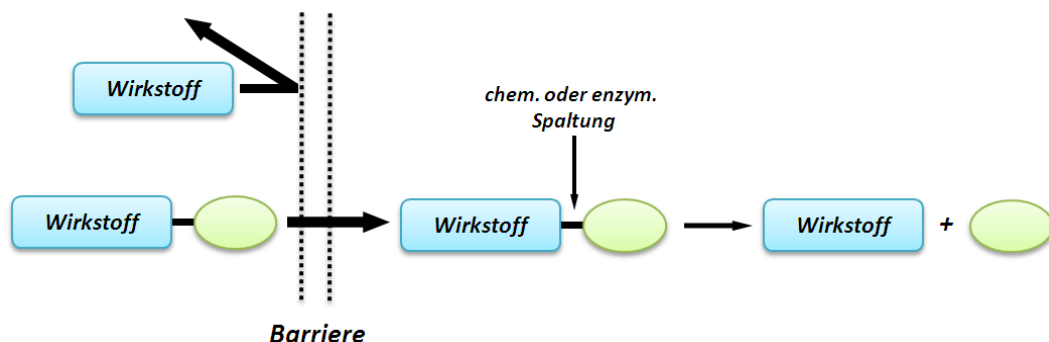 Wirkstoff
chem. oder enzym.
Spaltung
Wirkstoff
Wirkstoff
Wirkstoff
+
Barriere